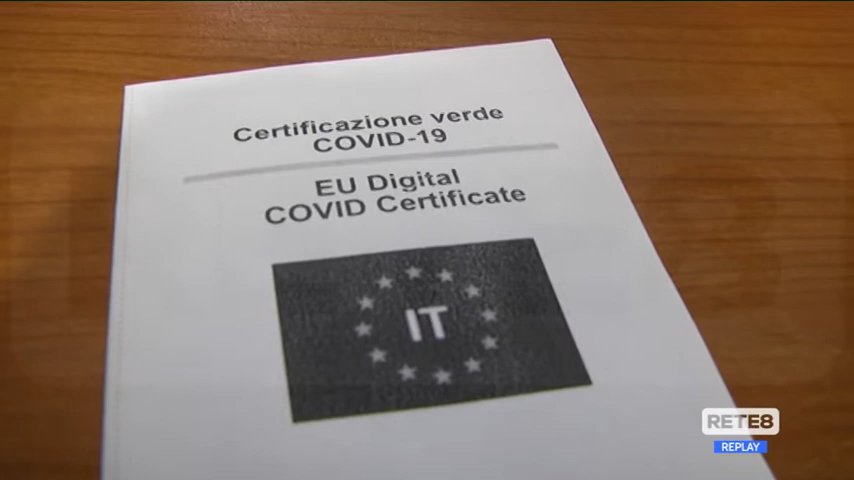 Certificazione verde
COVID-19
EU Digital
COVID Certificate
IT
RETE8
REPLAY